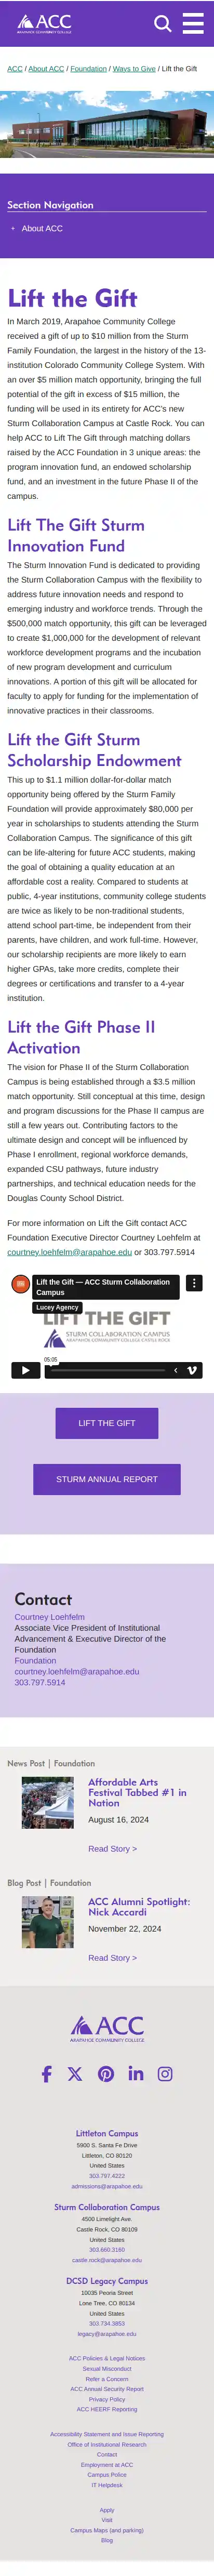 ACC
ARAPAHOE COMMUNITY COLLEGE
ACC / About ACC / Foundation / Ways to Give / Lift the Gift
Section Navigation
+ About ACC
Lift the Gift
In March 2019, Arapahoe Community College
received a gift of up to $10 million from the Sturm
Family Foundation, the largest in the history of the 13-
institution Colorado Community College System. With
an over $5 million match opportunity, bringing the full
potential of the gift in excess of $15 million, the
funding will be used in its entirety for ACC's new
Sturm Collaboration Campus at Castle Rock. You can
help ACC to Lift The Gift through matching dollars
raised by the ACC Foundation in 3 unique areas: the
program innovation fund, an endowed scholarship
fund, and an investment in the future Phase II of the
campus.
Lift The Gift Sturm
Innovation Fund
The Sturm Innovation Fund is dedicated to providing
the Sturm Collaboration Campus with the flexibility to
address future innovation needs and respond to
emerging industry and workforce trends. Through the
$500,000 match opportunity, this gift can be leveraged
to create $1,000,000 for the development of relevant
workforce development programs and the incubation
of new program development and curriculum
innovations. A portion of this gift will be allocated for
faculty to apply for funding for the implementation of
innovative practices in their classrooms.
Lift the Gift Sturm
Scholarship Endowment
This up to $1.1 million dollar-for-dollar match
opportunity being offered by the Sturm Family
Foundation will provide approximately $80,000 per
year in scholarships to students attending the Sturm
Collaboration Campus. The significance of this gift
can be life-altering for future ACC students, making
the goal of obtaining a quality education at an
affordable cost a reality. Compared to students at
public, 4-year institutions, community college students
are twice as likely to be non-traditional students,
attend school part-time, be independent from their
parents, have children, and work full-time. However,
our scholarship recipients are more likely to earn
higher GPAs, take more credits, complete their
degrees or certifications and transfer to a 4-year
institution.
Lift the Gift Phase II
Activation
The vision for Phase II of the Sturm Collaboration
Campus is being established through a $3.5 million
match opportunity. Still conceptual at this time, design
and program discussions for the Phase II campus are
still a few years out. Contributing factors to the
ultimate design and concept will be influenced by
Phase I enrollment, regional workforce demands,
expanded CSU pathways, future industry
partnerships, and technical education needs for the
Douglas County School District.
For more information on Lift the Gift contact ACC
Foundation Executive Director Courtney Loehfelm at
courtney.loehfelm@arapahoe.edu or 303.797.5914
Lift the Gift — ACC Sturm Collaboration
Campus
Lucey Agency
LIFT THE GIFT
STURM COLLABORATION CAMPUS
ARAPAHOE COMMUNITY COLLEGE CASTLE ROCK
05:05
LIFT THE GIFT
STURM ANNUAL REPORT
Contact
Courtney Loehfelm
Associate Vice President of Institutional
Advancement & Executive Director of the
Foundation
Foundation
courtney.loehfelm@arapahoe.edu
303.797.5914
News Post | Foundation
Affordable Arts
Festival Tabbed #1 in
Nation
August 16, 2024
Read Story >
Blog Post | Foundation
ACC Alumni Spotlight:
Nick Accardi
November 22, 2024
Read Story >
ACC
ARAPAHOE COMMUNITY COLLEGE
Littleton Campus
5900 S. Santa Fe Drive
Littleton, CO 80120
United States
303.797.4222
admissions@arapahoe.edu
Sturm Collaboration Campus
4500 Limelight Ave.
Castle Rock, CO 80109
United States
303.660.3160
castle.rock@arapahoe.edu
DCSD Legacy Campus
10035 Peoria Street
Lone Tree, CO 80134
United States
303.734.3853
legacy@arapahoe.edu
ACC Policies & Legal Notices
Sexual Misconduct
Refer a Concern
ACC Annual Security Report
Privacy Policy
ACC HEERF Reporting
Accessibility Statement and Issue Reporting
Office of Institutional Research
Contact
Employment at ACC
Campus Police
IT Helpdesk
Apply
Visit
Campus Maps (and parking)
Blog